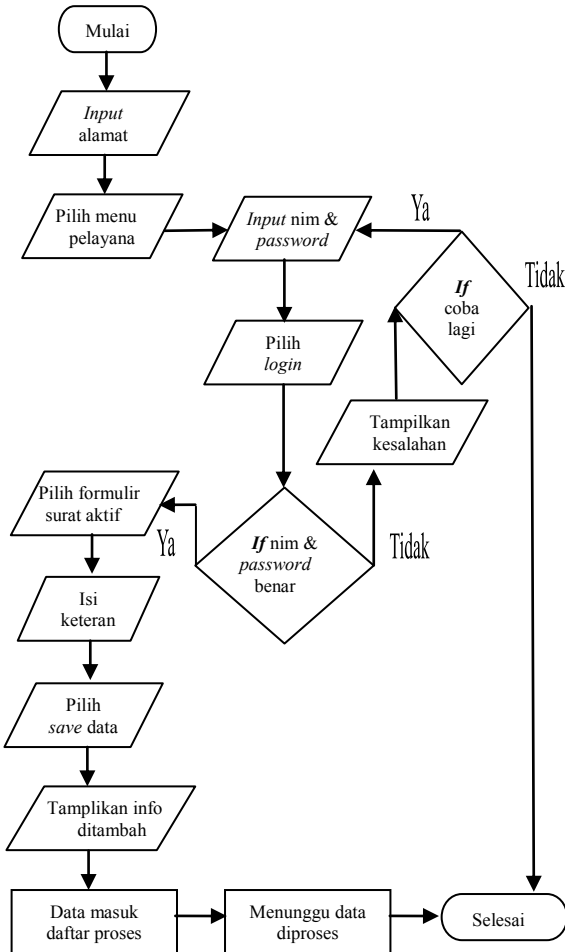 Mulai
Input
alamat
Pilih menu
pelayana
Input nim &
password
Ya
If
coba
lagi
Tidak
Pilih
login
Tampilkan
kesalahan
Pilih formulir
surat aktif
Ya
If nim &
password
benar
Tidak
Isi
keteran
Pilih
save data
Tamplikan info
ditambah
Data masuk
daftar proses
Menunggu data
diproses
Selesai